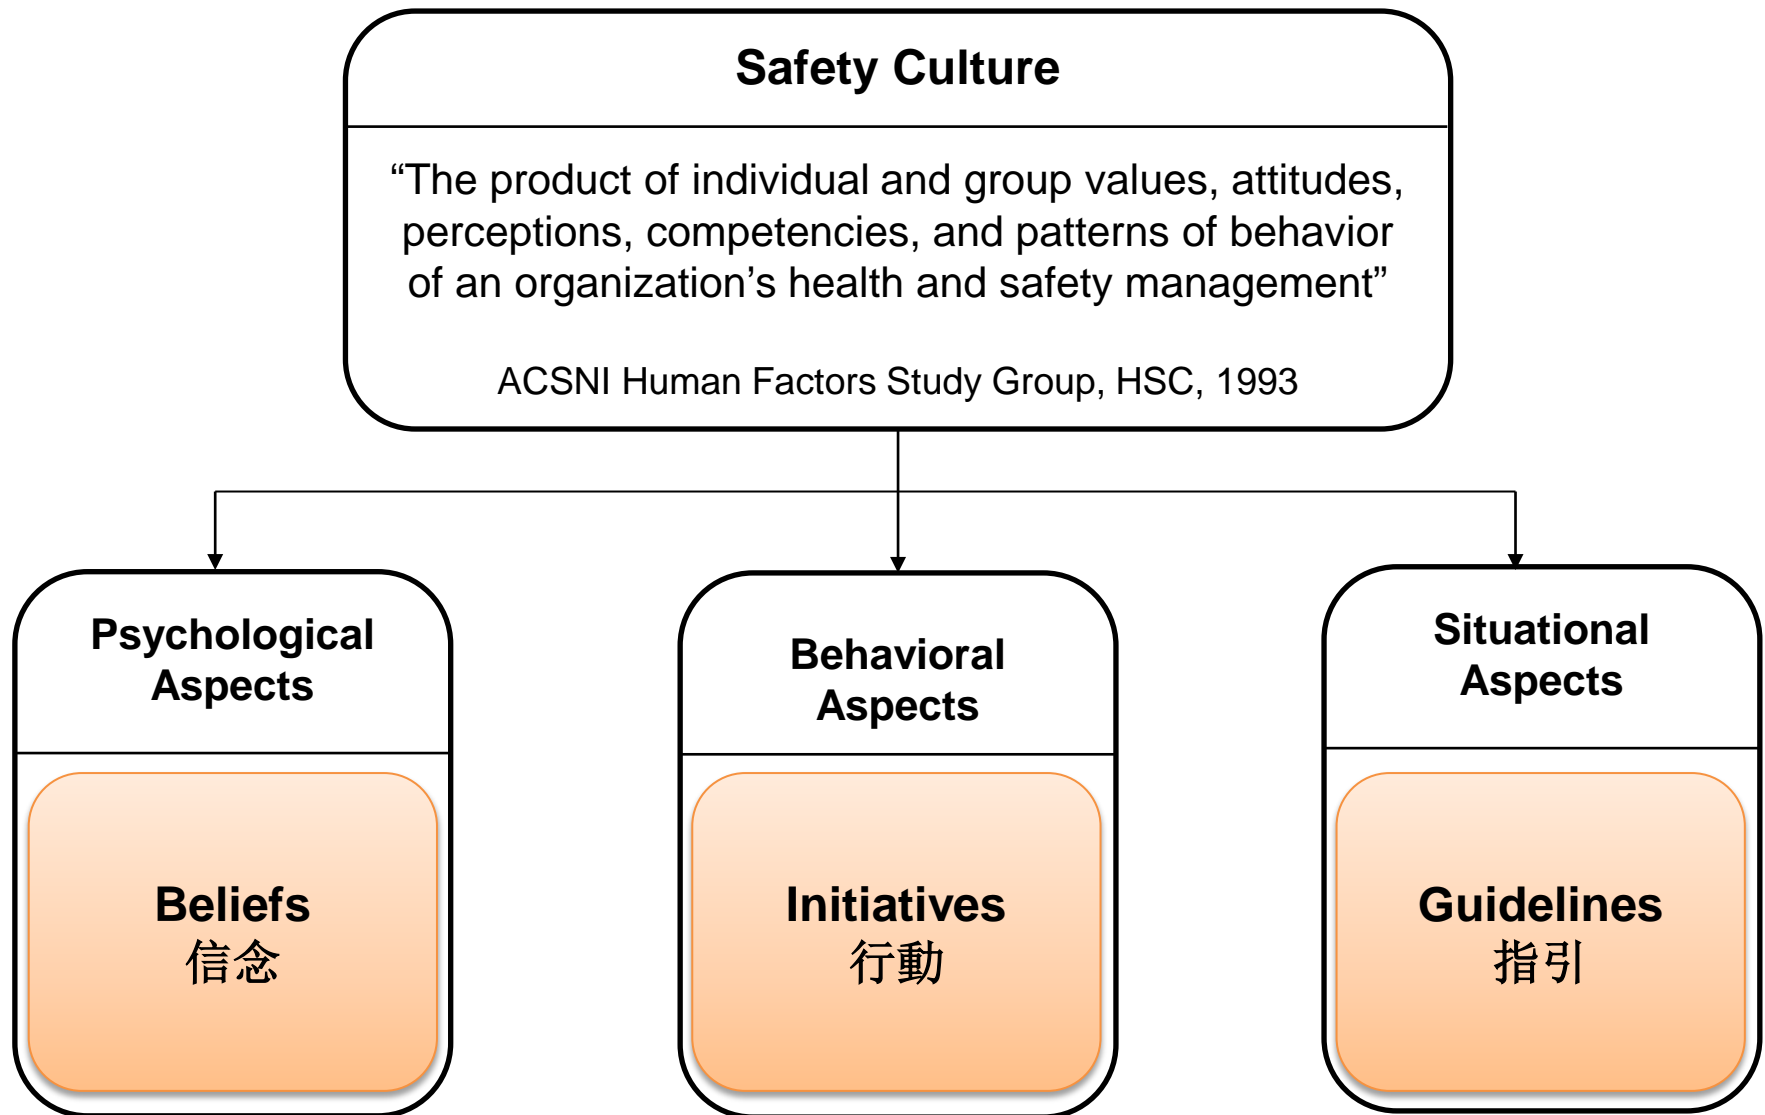 Safety Culture
“The product of individual and group values, attitudes,
perceptions, competencies, and patterns of behavior
of an organization’s health and safety management”
ACSNI Human Factors Study Group, HSC, 1993
Psychological
Aspects
Beliefs
信念
Behavioral
Aspects
Initiatives
行動
Situational
Aspects
Guidelines
指引